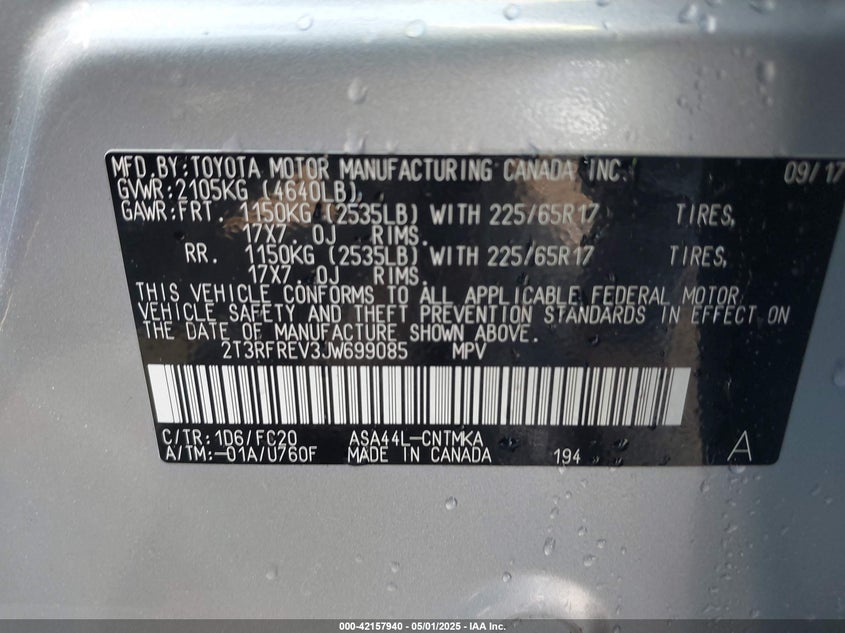 MFD.BY:TOYOTA MOTOR MANUFACTURING CANADA INC. 09/17
GVWR:2105KG (4640LB)
GAWR:FRT. 1150KG (2535LB) WITH 225/65R17 TIRES,
17X7.0J RIMS.
RR. 1150KG (2535LB) WITH 225/65R17 TIRES,
17X7.0J RIMS.
THIS VEHICLE CONFORMS TO ALL APPLICABLE FEDERAL MOTOR
VEHICLE SAFETY AND THEFT PREVENTION STANDARDS IN EFFECT ON
THE DATE OF MANUFACTURE SHOWN ABOVE.
2T3RFREV3JW699085 MPV
C/TR:1D6/FC20 ASA44L-CNTMKA
A/TM:-01A/U760F MADE IN CANADA 194 A
000-42157940 - 05/01/2025 - IAA Inc.